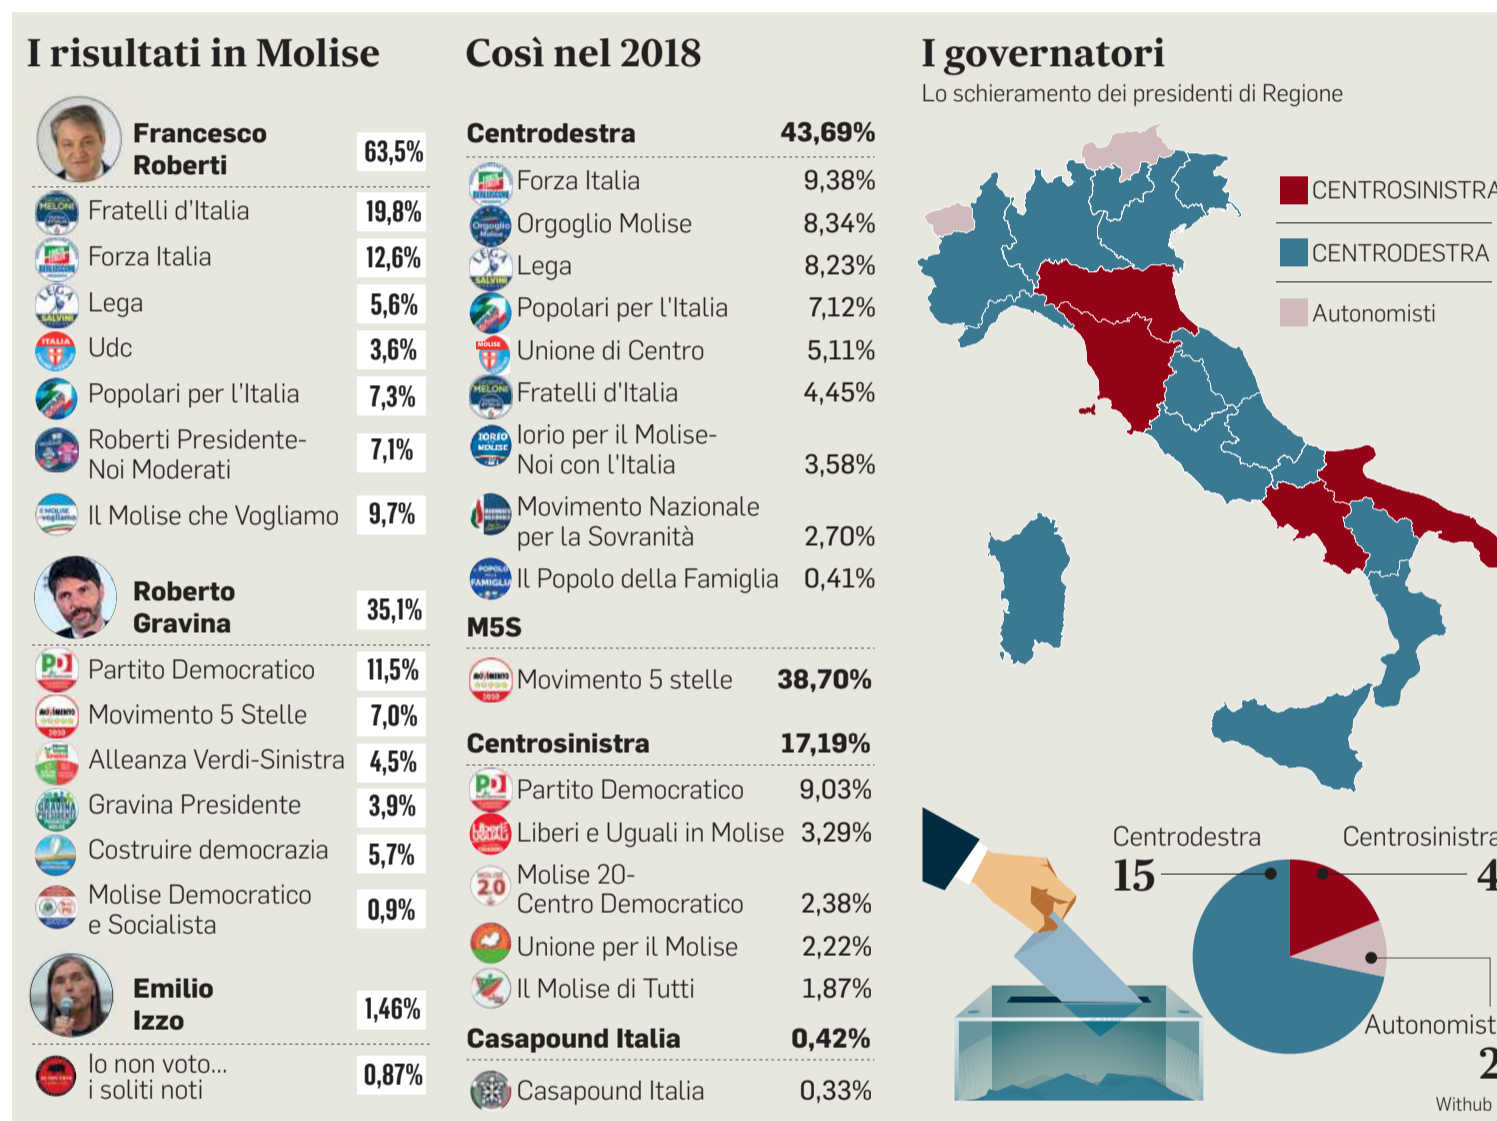 I risultati in Molise
Francesco
Roberti
63,5%
Fratelli d'Italia 19,8%
Forza Italia 12,6%
Lega 5,6%
Udc 3,6%
Popolari per l'Italia 7,3%
Roberti Presidente-
Noi Moderati 7,1%
Il Molise che Vogliamo 9,7%
Roberto
Gravina
35,1%
Partito Democratico 11,5%
Movimento 5 Stelle 7,0%
Alleanza Verdi-Sinistra 4,5%
Gravina Presidente 3,9%
Costruire democrazia 5,7%
Molise Democratico
e Socialista 0,9%
Emilio
Izzo
1,46%
Io non voto...
i soliti noti 0,87%
Così nel 2018
Centrodestra 43,69%
Forza Italia 9,38%
Orgoglio Molise 8,34%
Lega 8,23%
Popolari per l'Italia 7,12%
Unione di Centro 5,11%
Fratelli d'Italia 4,45%
Iorio per il Molise-
Noi con l'Italia 3,58%
Movimento Nazionale
per la Sovranità 2,70%
Il Popolo della Famiglia 0,41%
M5S
Movimento 5 stelle 38,70%
Centrosinistra 17,19%
Partito Democratico 9,03%
Liberi e Uguali in Molise 3,29%
Molise 20-
Centro Democratico 2,38%
Unione per il Molise 2,22%
Il Molise di Tutti 1,87%
Casapound Italia 0,42%
Casapound Italia 0,33%
I governatori
Lo schieramento dei presidenti di Regione
CENTROSINISTRA
CENTRODESTRA
Autonomisti
Centrodestra
15
Centrosinistra
4
Autonomist
2
Withub